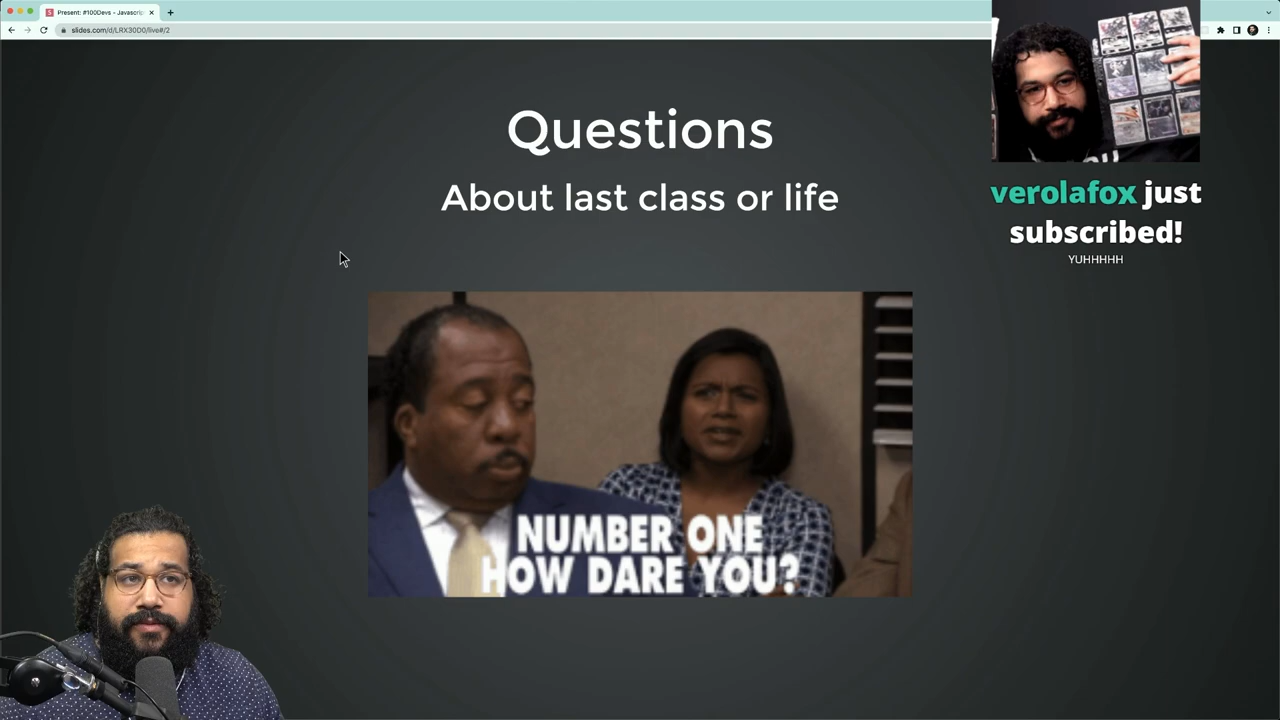 Present: #100Devs - Javascrip
slides.com/d/LRX30D0/live#/2
Questions
About last class or life
verolafox just
subscribed!
YUHHHHH
NUMBER ONE
HOW DARE YOU?